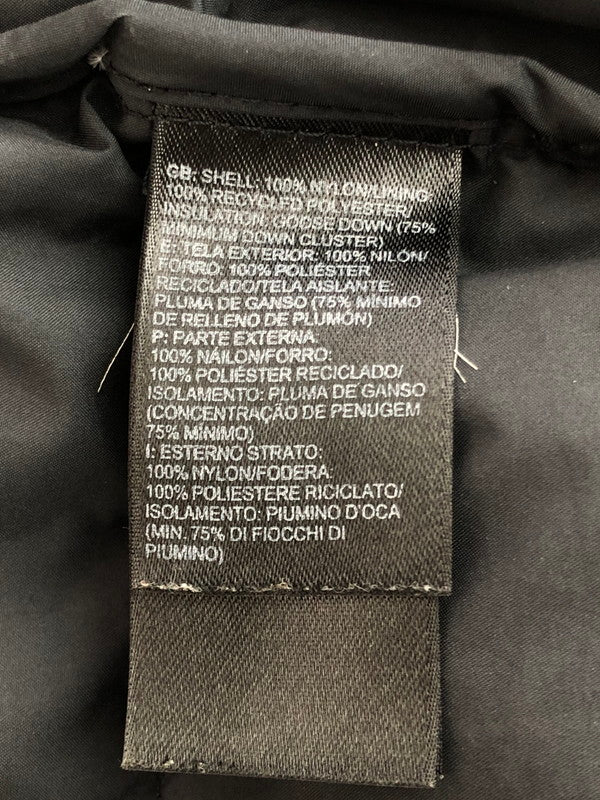 GB: SHELL: 100% NYLON/LINING:
100% RECYCLED POLYESTER/
INSULATION: GOOSE DOWN (75%
MINIMUM DOWN CLUSTER)
E: TELA EXTERIOR: 100% NILÓN/
FORRO: 100% POLIÉSTER
RECICLADO/TELA AISLANTE:
PLUMA DE GANSO (75% MÍNIMO
DE RELLENO DE PLUMÓN)
P: PARTE EXTERNA:
100% NÁILON/FORRO:
100% POLIÉSTER RECICLADO/
ISOLAMENTO: PLUMA DE GANSO
(CONCENTRAÇÃO DE PENUGEM
75% MÍNIMO)
I: ESTERNO STRATO:
100% NYLON/FODERA:
100% POLIESTERE RICICLATO/
ISOLAMENTO: PIUMINO D'OCA
(MIN. 75% DI FIOCCHI DI
PIUMINO)